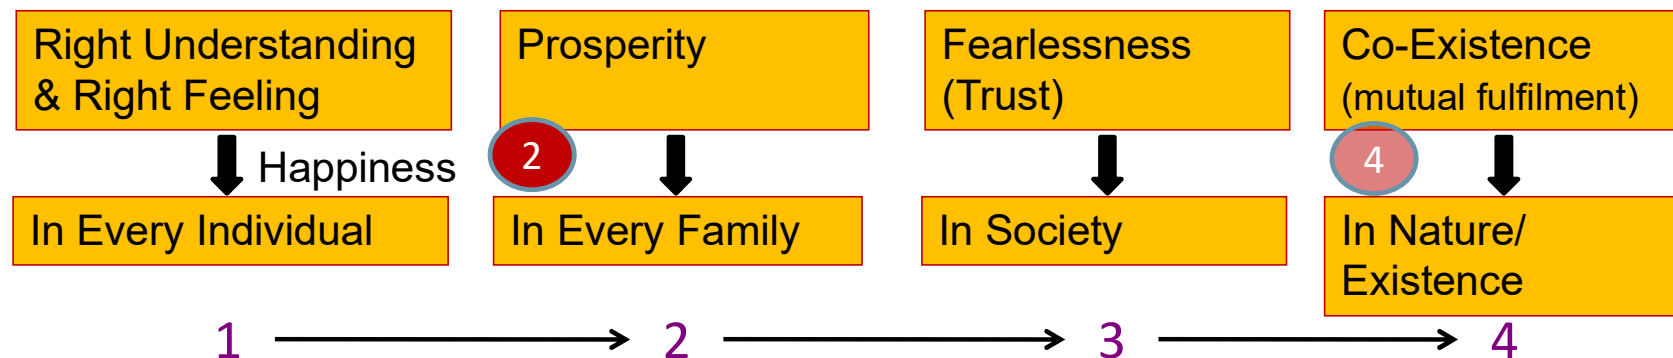 Right Understanding
& Right Feeling
Prosperity
Fearlessness
(Trust)
Co-Existence
(mutual fulfilment)
Happiness
2
4
In Every Individual
In Every Family
In Society
In Nature/
Existence
1
2
3
4